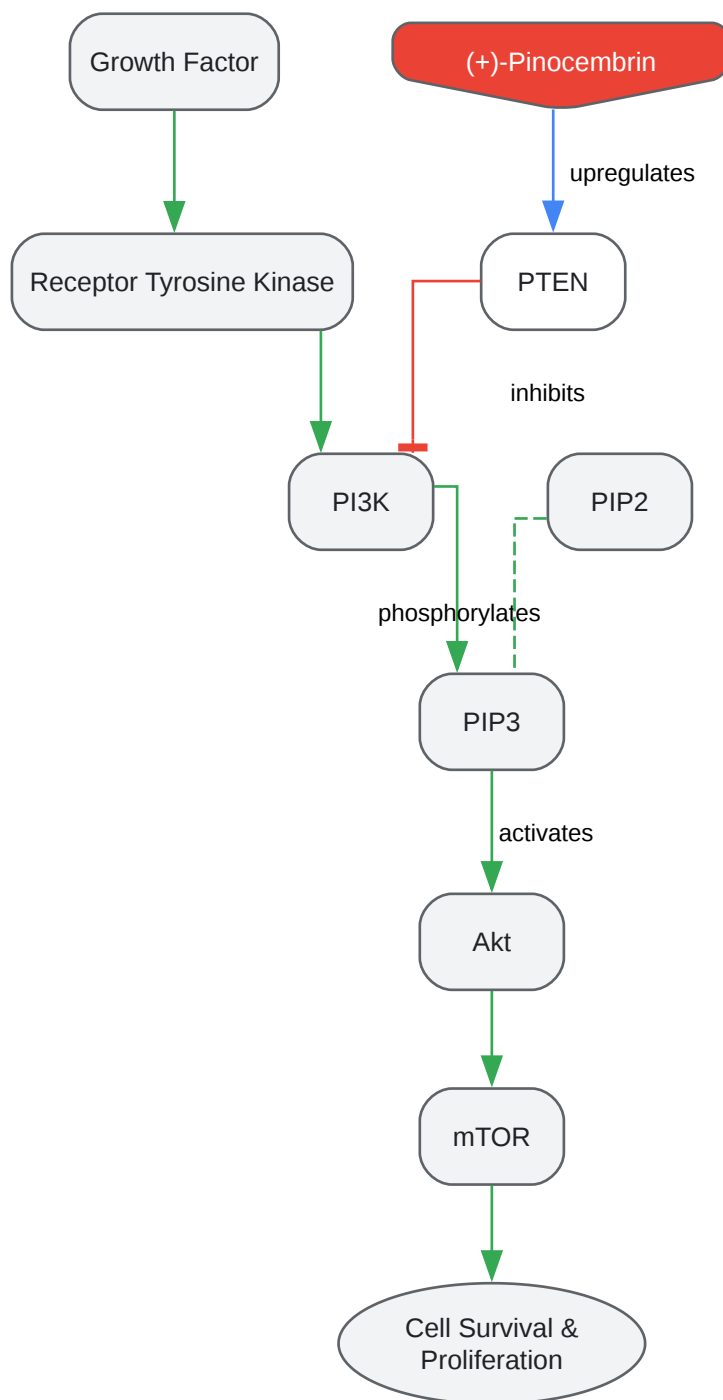 Growth Factor
(+)-Pinocembrin
upregulates
Receptor Tyrosine Kinase
PTEN
inhibits
PI3K
PIP2
phosphorylates
PIP3
activates
Akt
mTOR
Cell Survival &
Proliferation